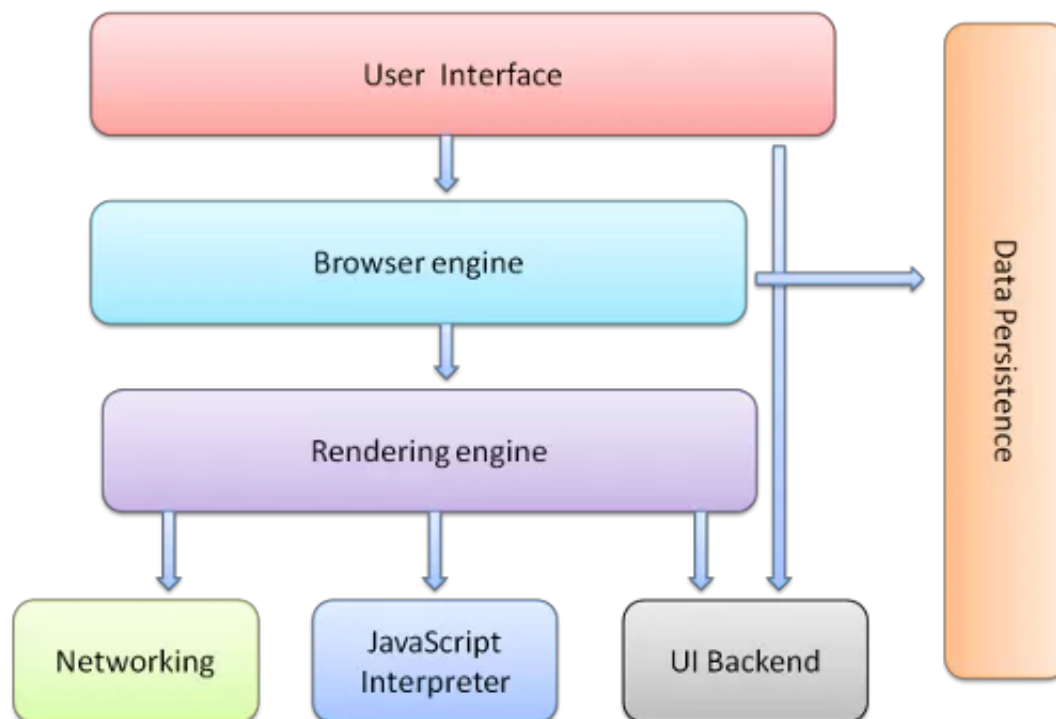 User Interface
Browser engine
Data Persistence
Rendering engine
Networking
JavaScript
Interpreter
UI Backend